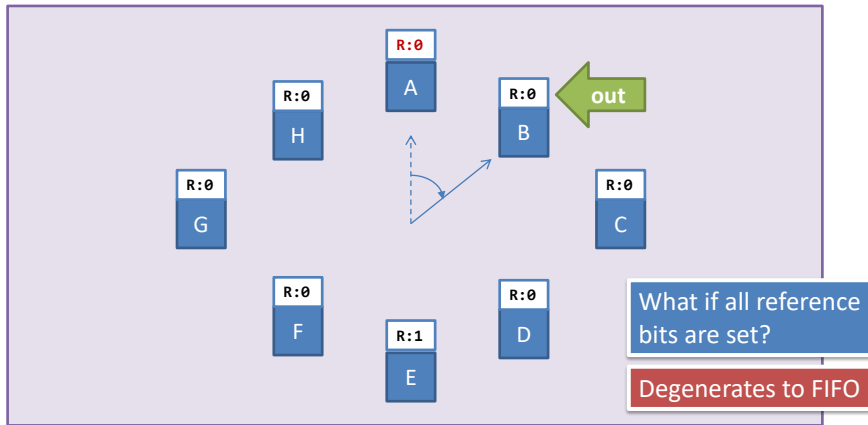 R:0
A
R:0
H
R:0
B
out
R:0
G
R:0
C
R:0
F
R:1
E
R:0
D
What if all reference
bits are set?
Degenerates to FIFO